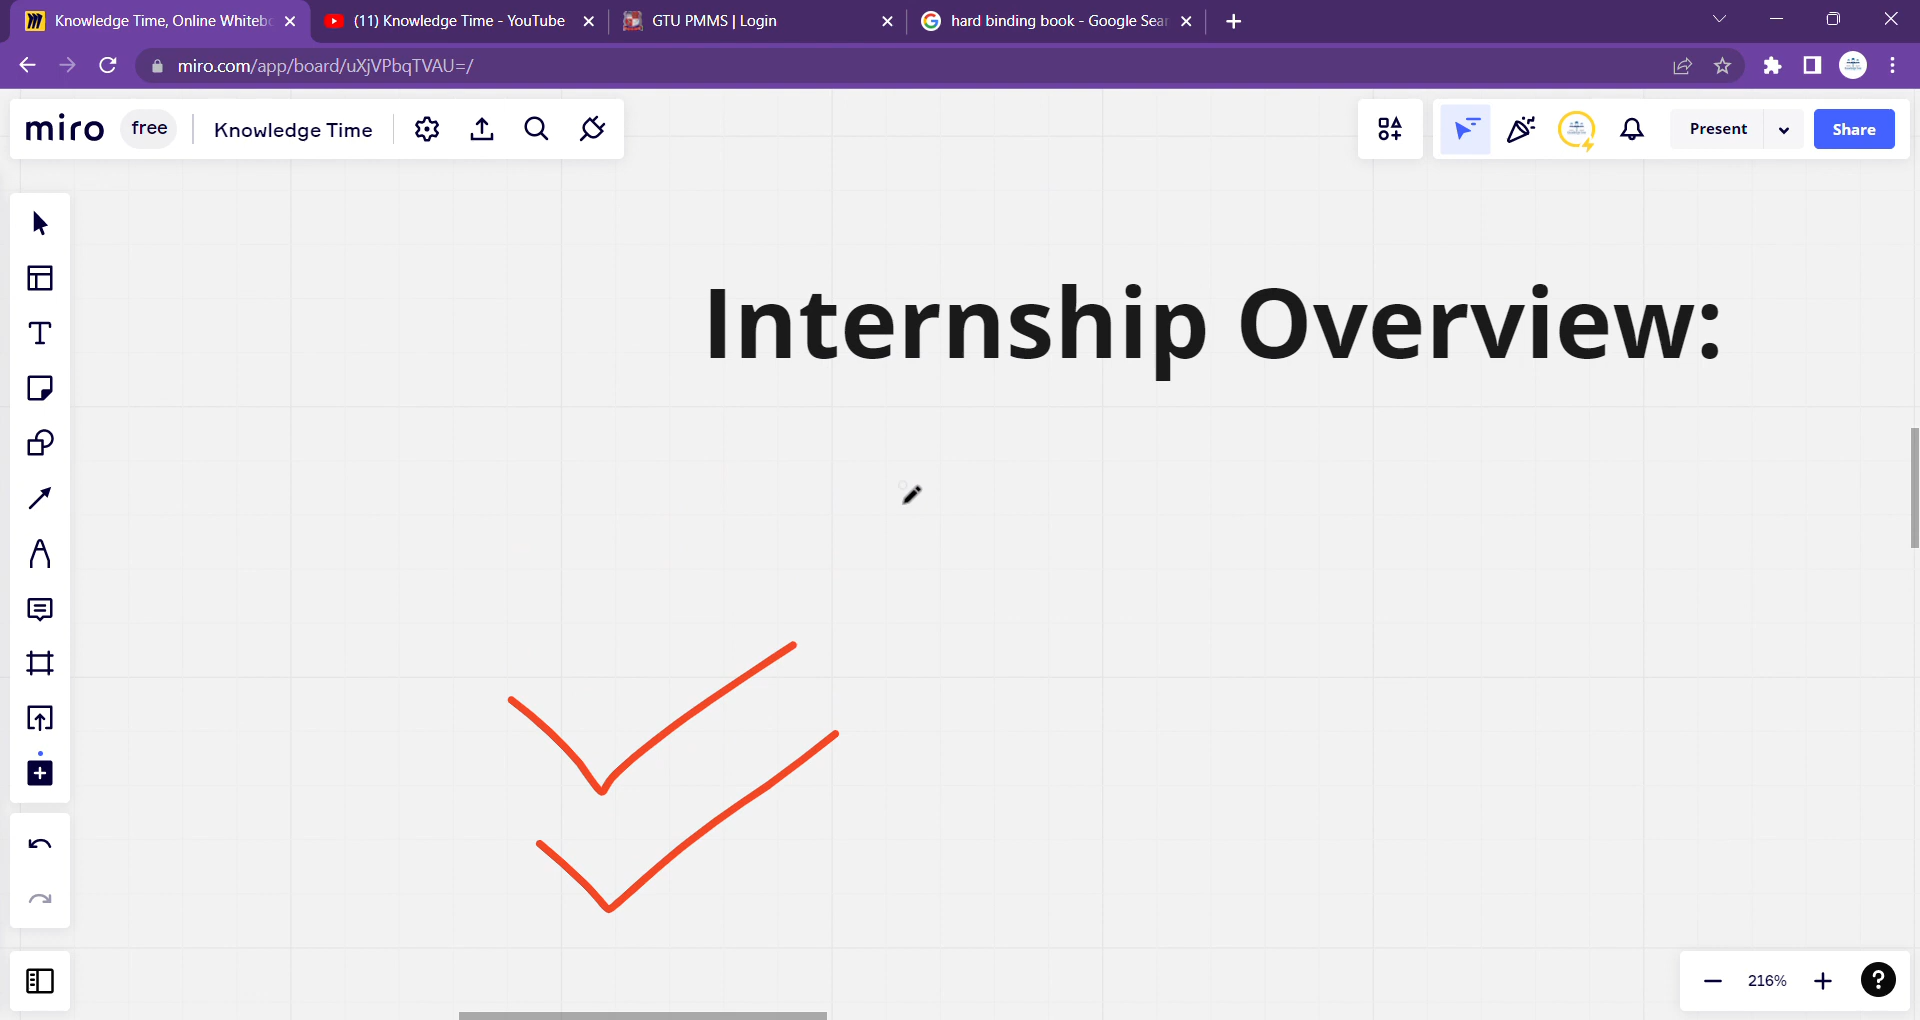 Knowledge Time, Online Whitebo
(11) Knowledge Time - YouTube
GTU PMMS | Login
hard binding book - Google Sear
miro.com/app/board/uXjVPbqTVAU=/
miro
free
Knowledge Time
Present
Share
Internship Overview:
216%